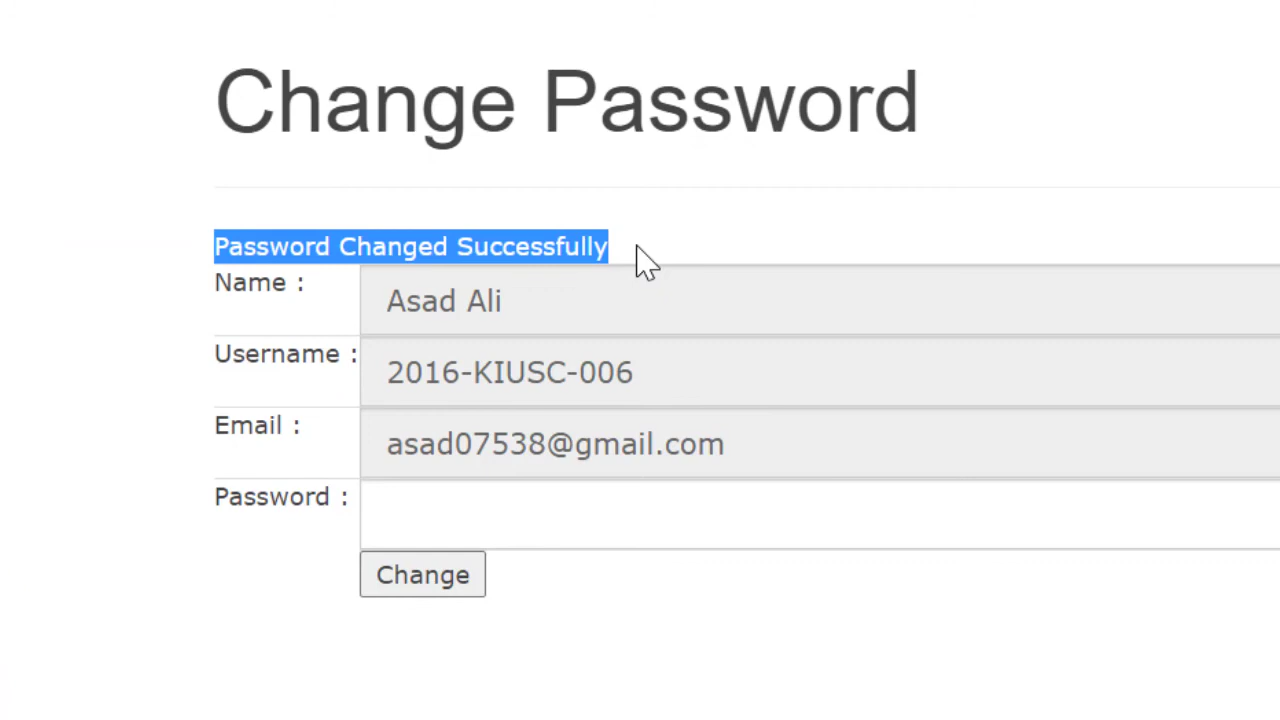 Change Password
Password Changed Successfully
Name : Asad Ali
Username : 2016-KIUSC-006
Email : asad07538@gmail.com
Password :
Change